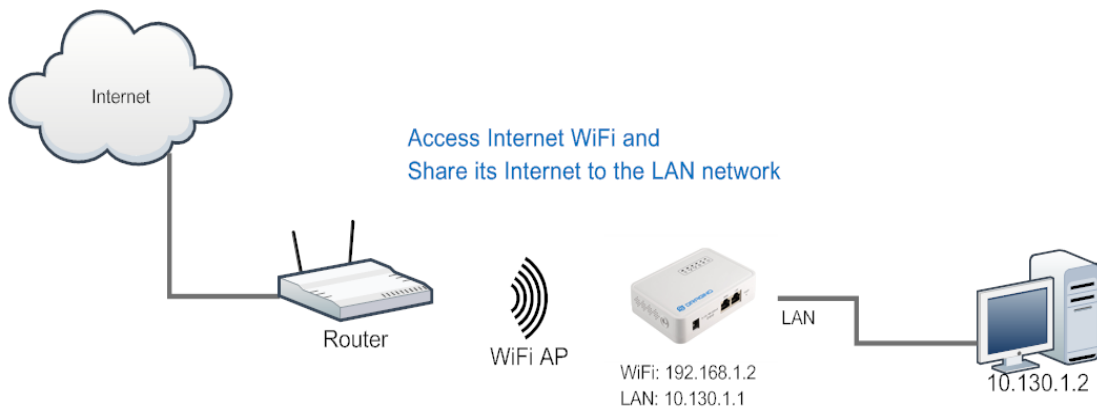 Internet
Access Internet WiFi and
Share its Internet to the LAN network
Router
WiFi AP
DRAGINO
WiFi: 192.168.1.2
LAN: 10.130.1.1
LAN
10.130.1.2